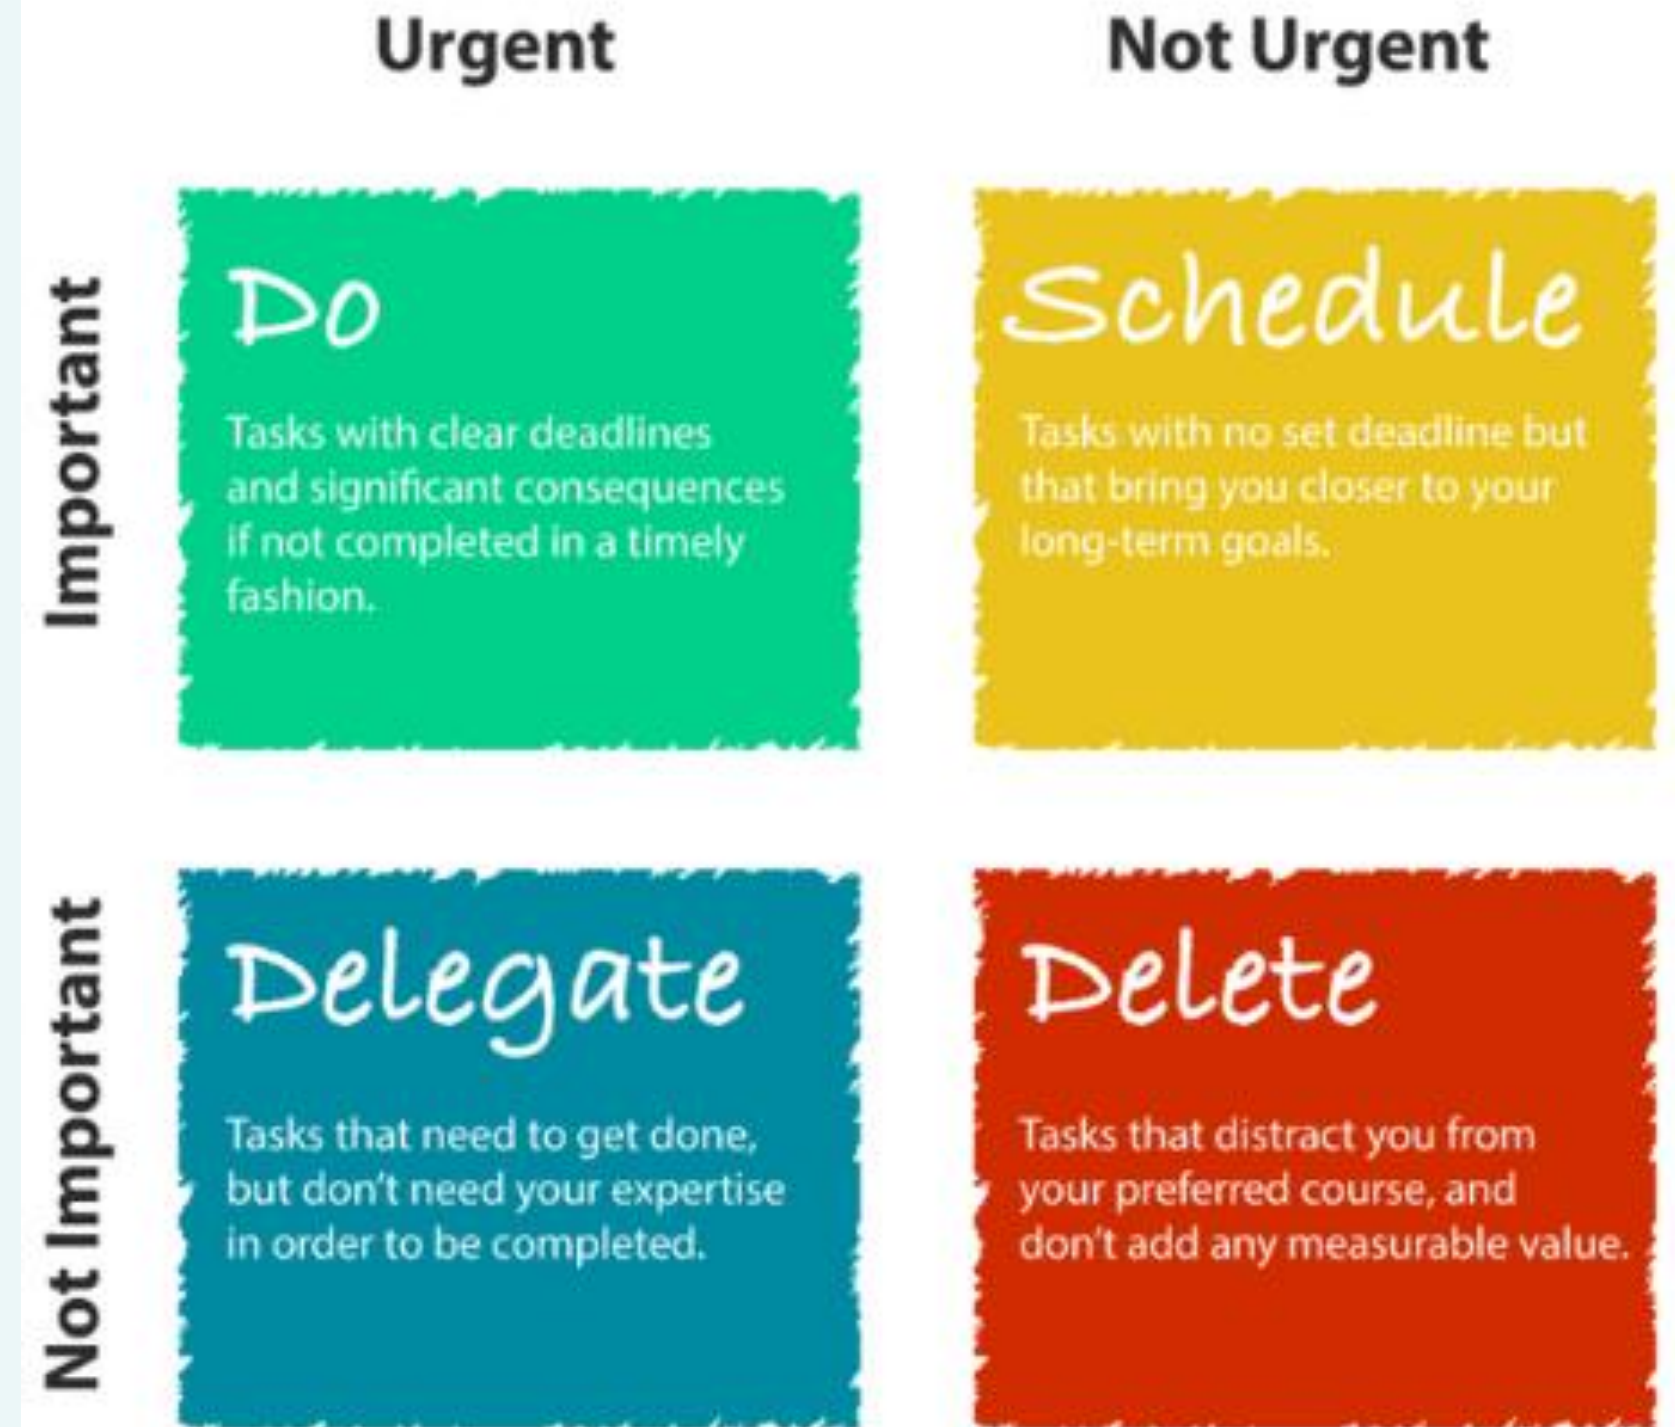 Urgent
Not Urgent
Important
Do
Tasks with clear deadlines
and significant consequences
if not completed in a timely
fashion.
Schedule
Tasks with no set deadline but
that bring you closer to your
long-term goals.
Not Important
Delegate
Tasks that need to get done,
but don't need your expertise
in order to be completed.
Delete
Tasks that distract you from
your preferred course, and
don't add any measurable value.